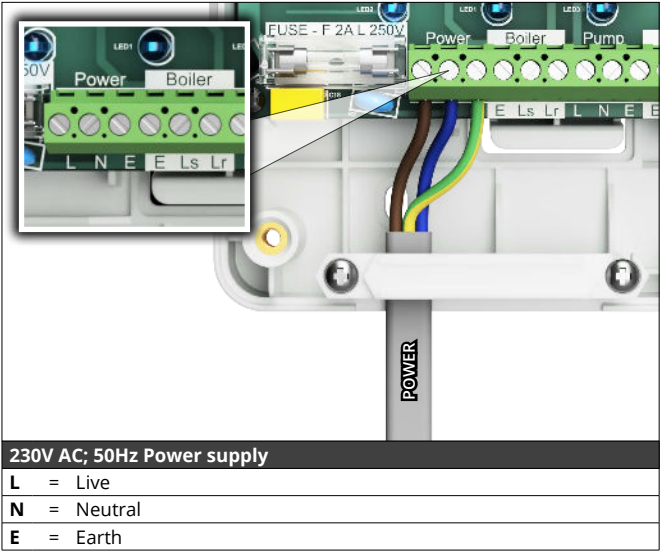 LED2 LED1 LED3
FUSE - F 2A L 250V
Power Boiler Pump
E Ls Lr L N E E
LED1
50V Power Boiler
L N E E Ls Lr
POWER
230V AC; 50Hz Power supply
L = Live
N = Neutral
E = Earth